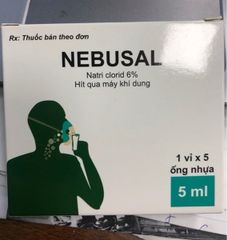 Rx: Thuốc bán theo đơn
NEBUSAL
Natri clorid 6%
Hít qua máy khí dung
1 vỉ x 5
ống nhựa
5 ml